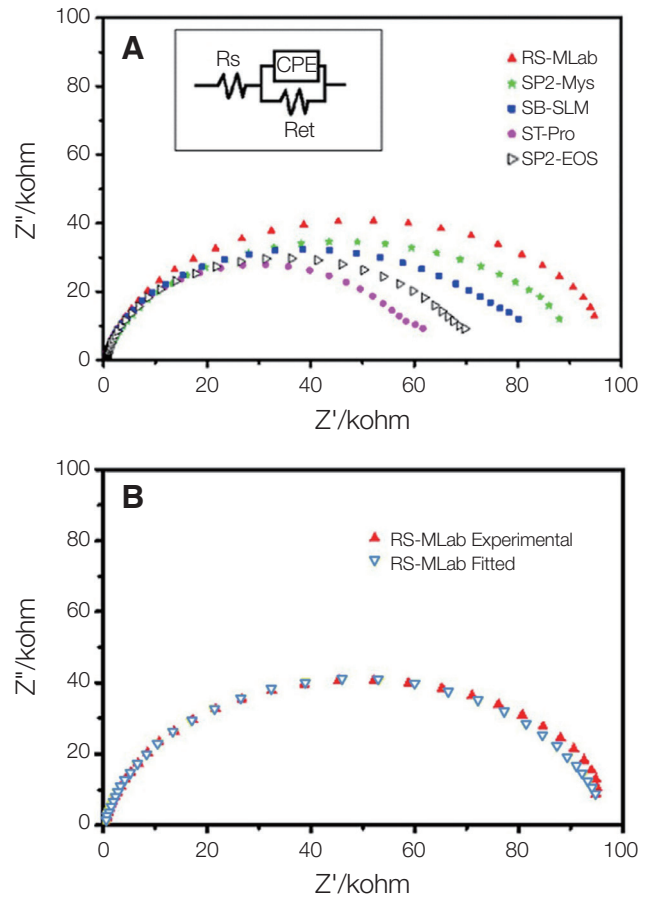 A
Rs
CPE
Ret
RS-MLab
SP2-Mys
SB-SLM
ST-Pro
SP2-EOS
100
80
60
40
20
0
Z"/kohm
0 20 40 60 80 100
Z'/kohm
B
RS-MLab Experimental
RS-MLab Fitted
100
80
60
40
20
0
Z"/kohm
0 20 40 60 80 100
Z'/kohm